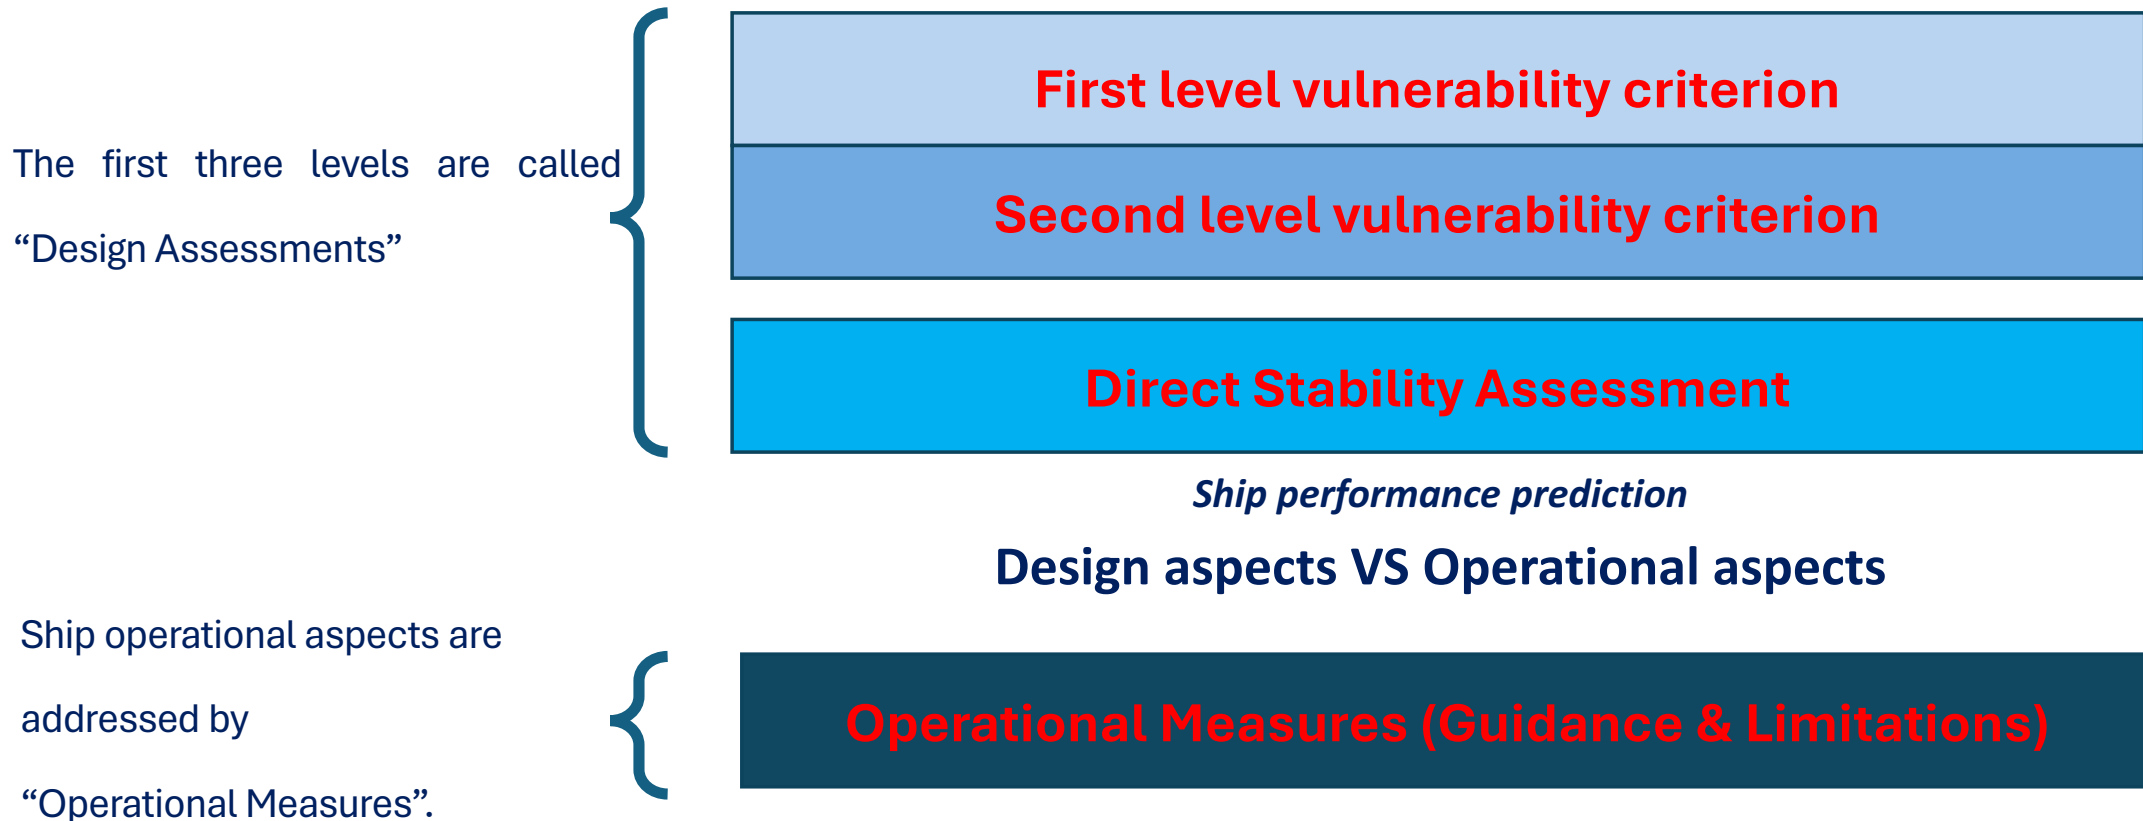 First level vulnerability criterion
The first three levels are called
Second level vulnerability criterion
“Design Assessments”
Direct Stability Assessment
Ship performance prediction
Design aspects VS Operational aspects
Ship operational aspects are
addressed by
Operational Measures (Guidance & Limitations)
“Operational Measures”.